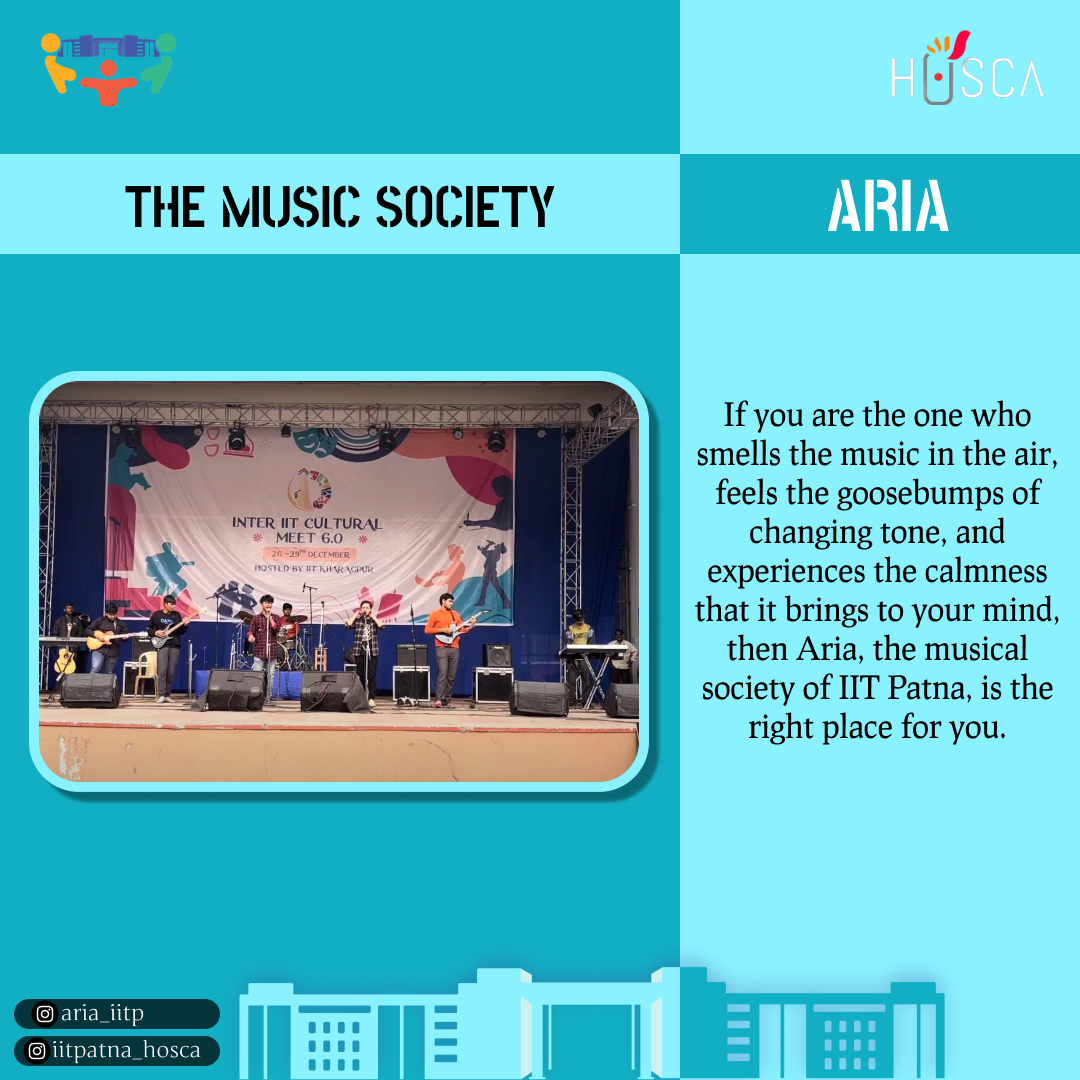 HOSCA
THE MUSIC SOCIETY
ARIA
INTER IIT CULTURAL
MEET 6.0
26 -29TH DECEMBER
HOSTED BY IIT KHARAGPUR
If you are the one who
smells the music in the air,
feels the goosebumps of
changing tone, and
experiences the calmness
that it brings to your mind,
then Aria, the musical
society of IIT Patna, is the
right place for you.
aria_iitp
iitpatna_hosca